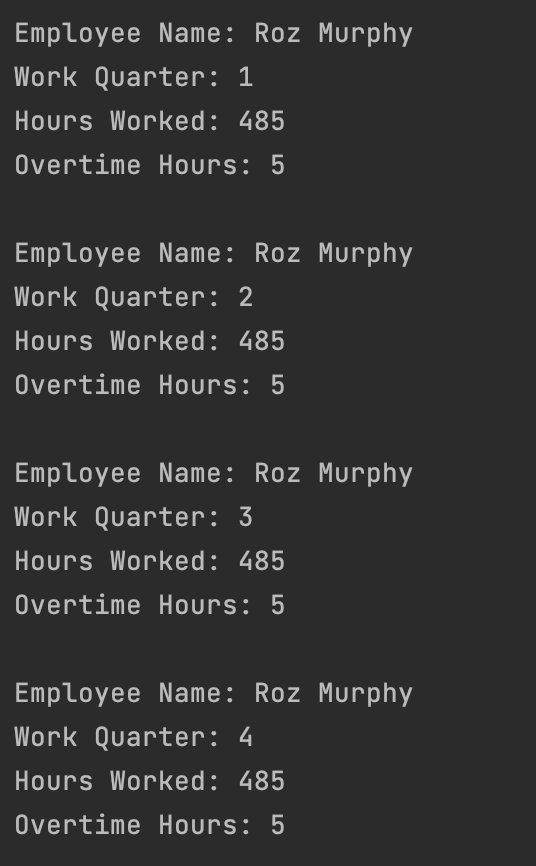 Employee Name: Roz Murphy
Work Quarter: 1
Hours Worked: 485
Overtime Hours: 5

Employee Name: Roz Murphy
Work Quarter: 2
Hours Worked: 485
Overtime Hours: 5

Employee Name: Roz Murphy
Work Quarter: 3
Hours Worked: 485
Overtime Hours: 5

Employee Name: Roz Murphy
Work Quarter: 4
Hours Worked: 485
Overtime Hours: 5